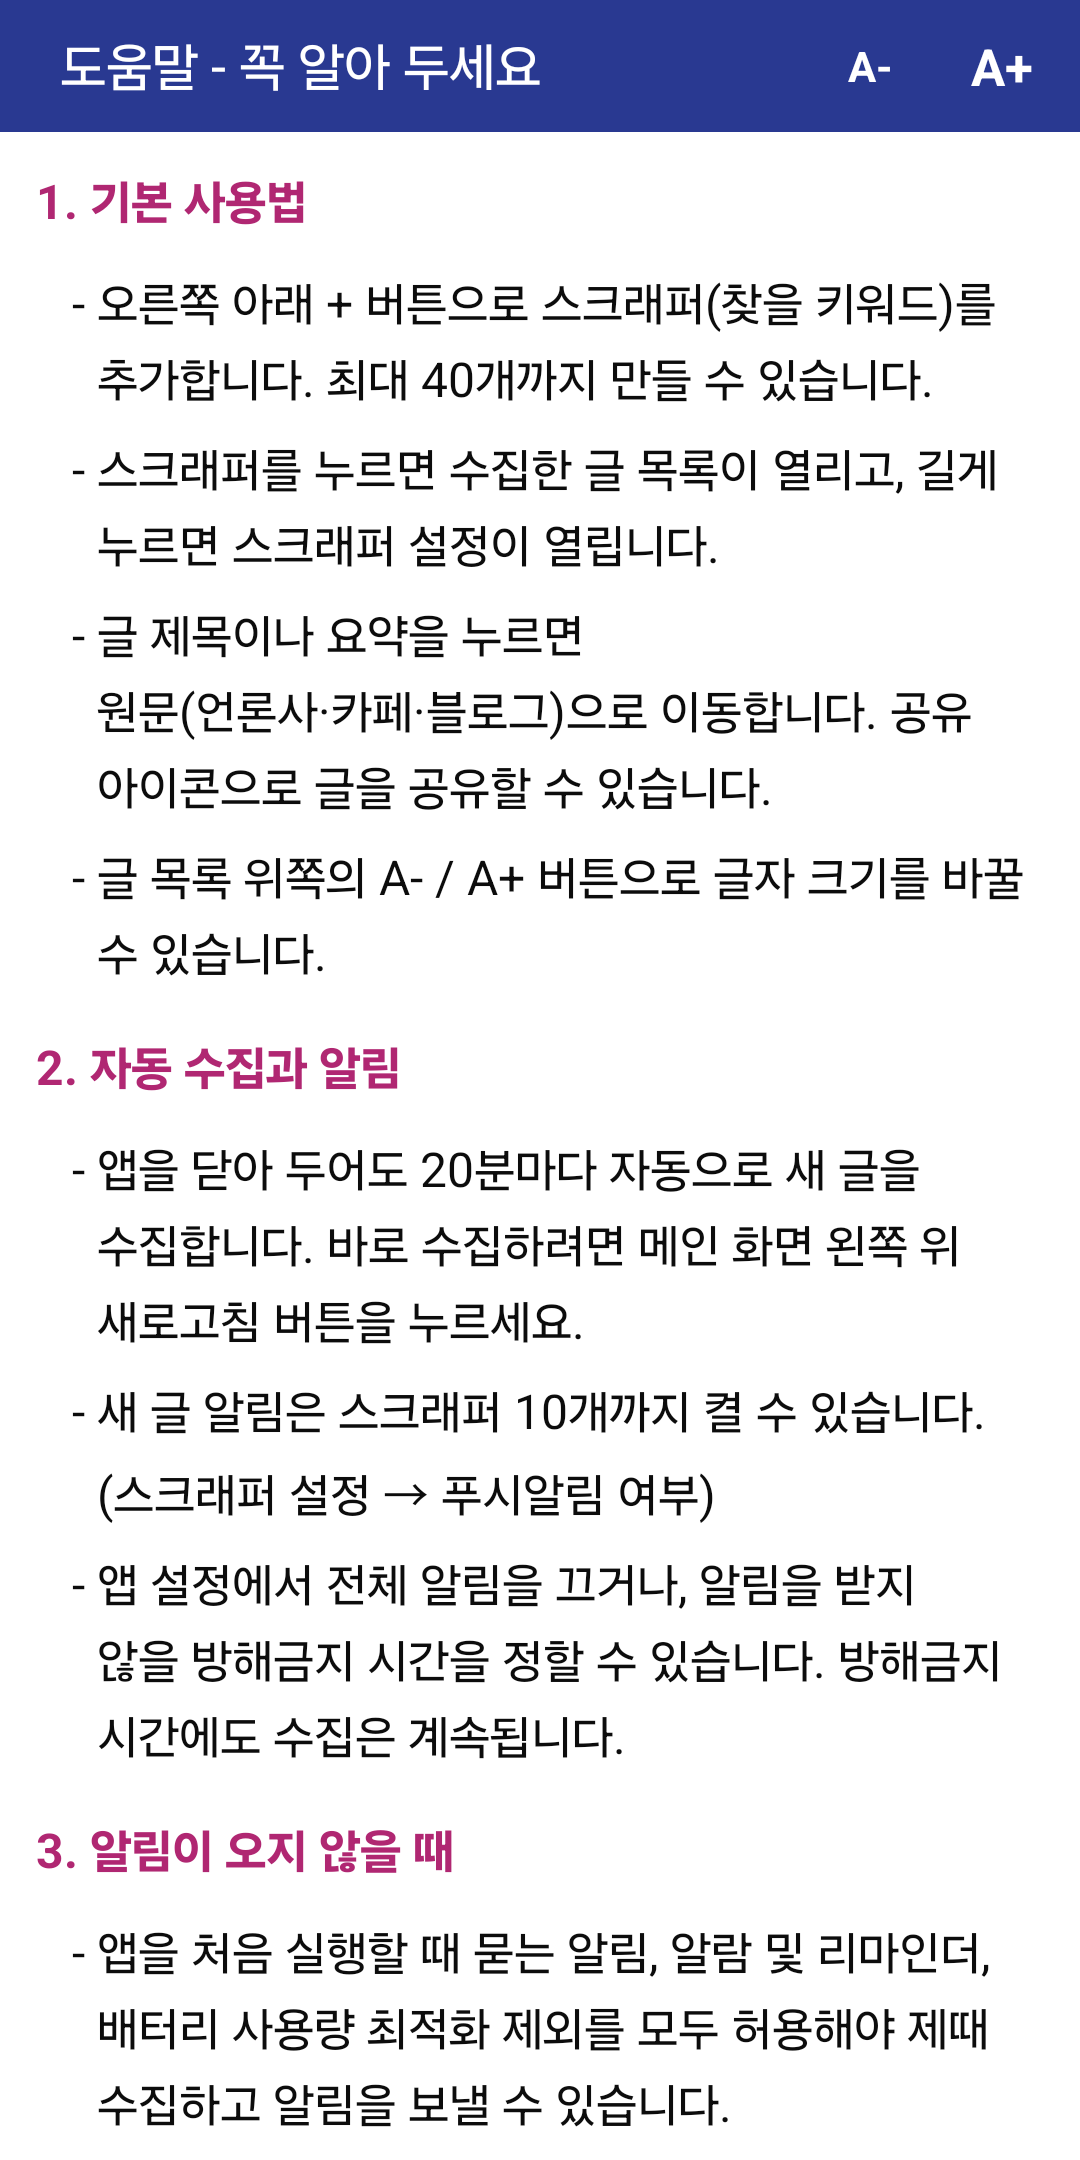 도움말 - 꼭 알아 두세요
A-
A+
1. 기본 사용법
- 오른쪽 아래 + 버튼으로 스크래퍼(찾을 키워드)를
추가합니다. 최대 40개까지 만들 수 있습니다.
- 스크래퍼를 누르면 수집한 글 목록이 열리고, 길게
누르면 스크래퍼 설정이 열립니다.
- 글 제목이나 요약을 누르면
원문(언론사·카페·블로그)으로 이동합니다. 공유
아이콘으로 글을 공유할 수 있습니다.
- 글 목록 위쪽의 A- / A+ 버튼으로 글자 크기를 바꿀
수 있습니다.
2. 자동 수집과 알림
- 앱을 닫아 두어도 20분마다 자동으로 새 글을
수집합니다. 바로 수집하려면 메인 화면 왼쪽 위
새로고침 버튼을 누르세요.
- 새 글 알림은 스크래퍼 10개까지 켤 수 있습니다.
(스크래퍼 설정 → 푸시알림 여부)
- 앱 설정에서 전체 알림을 끄거나, 알림을 받지
않을 방해금지 시간을 정할 수 있습니다. 방해금지
시간에도 수집은 계속됩니다.
3. 알림이 오지 않을 때
- 앱을 처음 실행할 때 묻는 알림, 알람 및 리마인더,
배터리 사용량 최적화 제외를 모두 허용해야 제때
수집하고 알림을 보낼 수 있습니다.